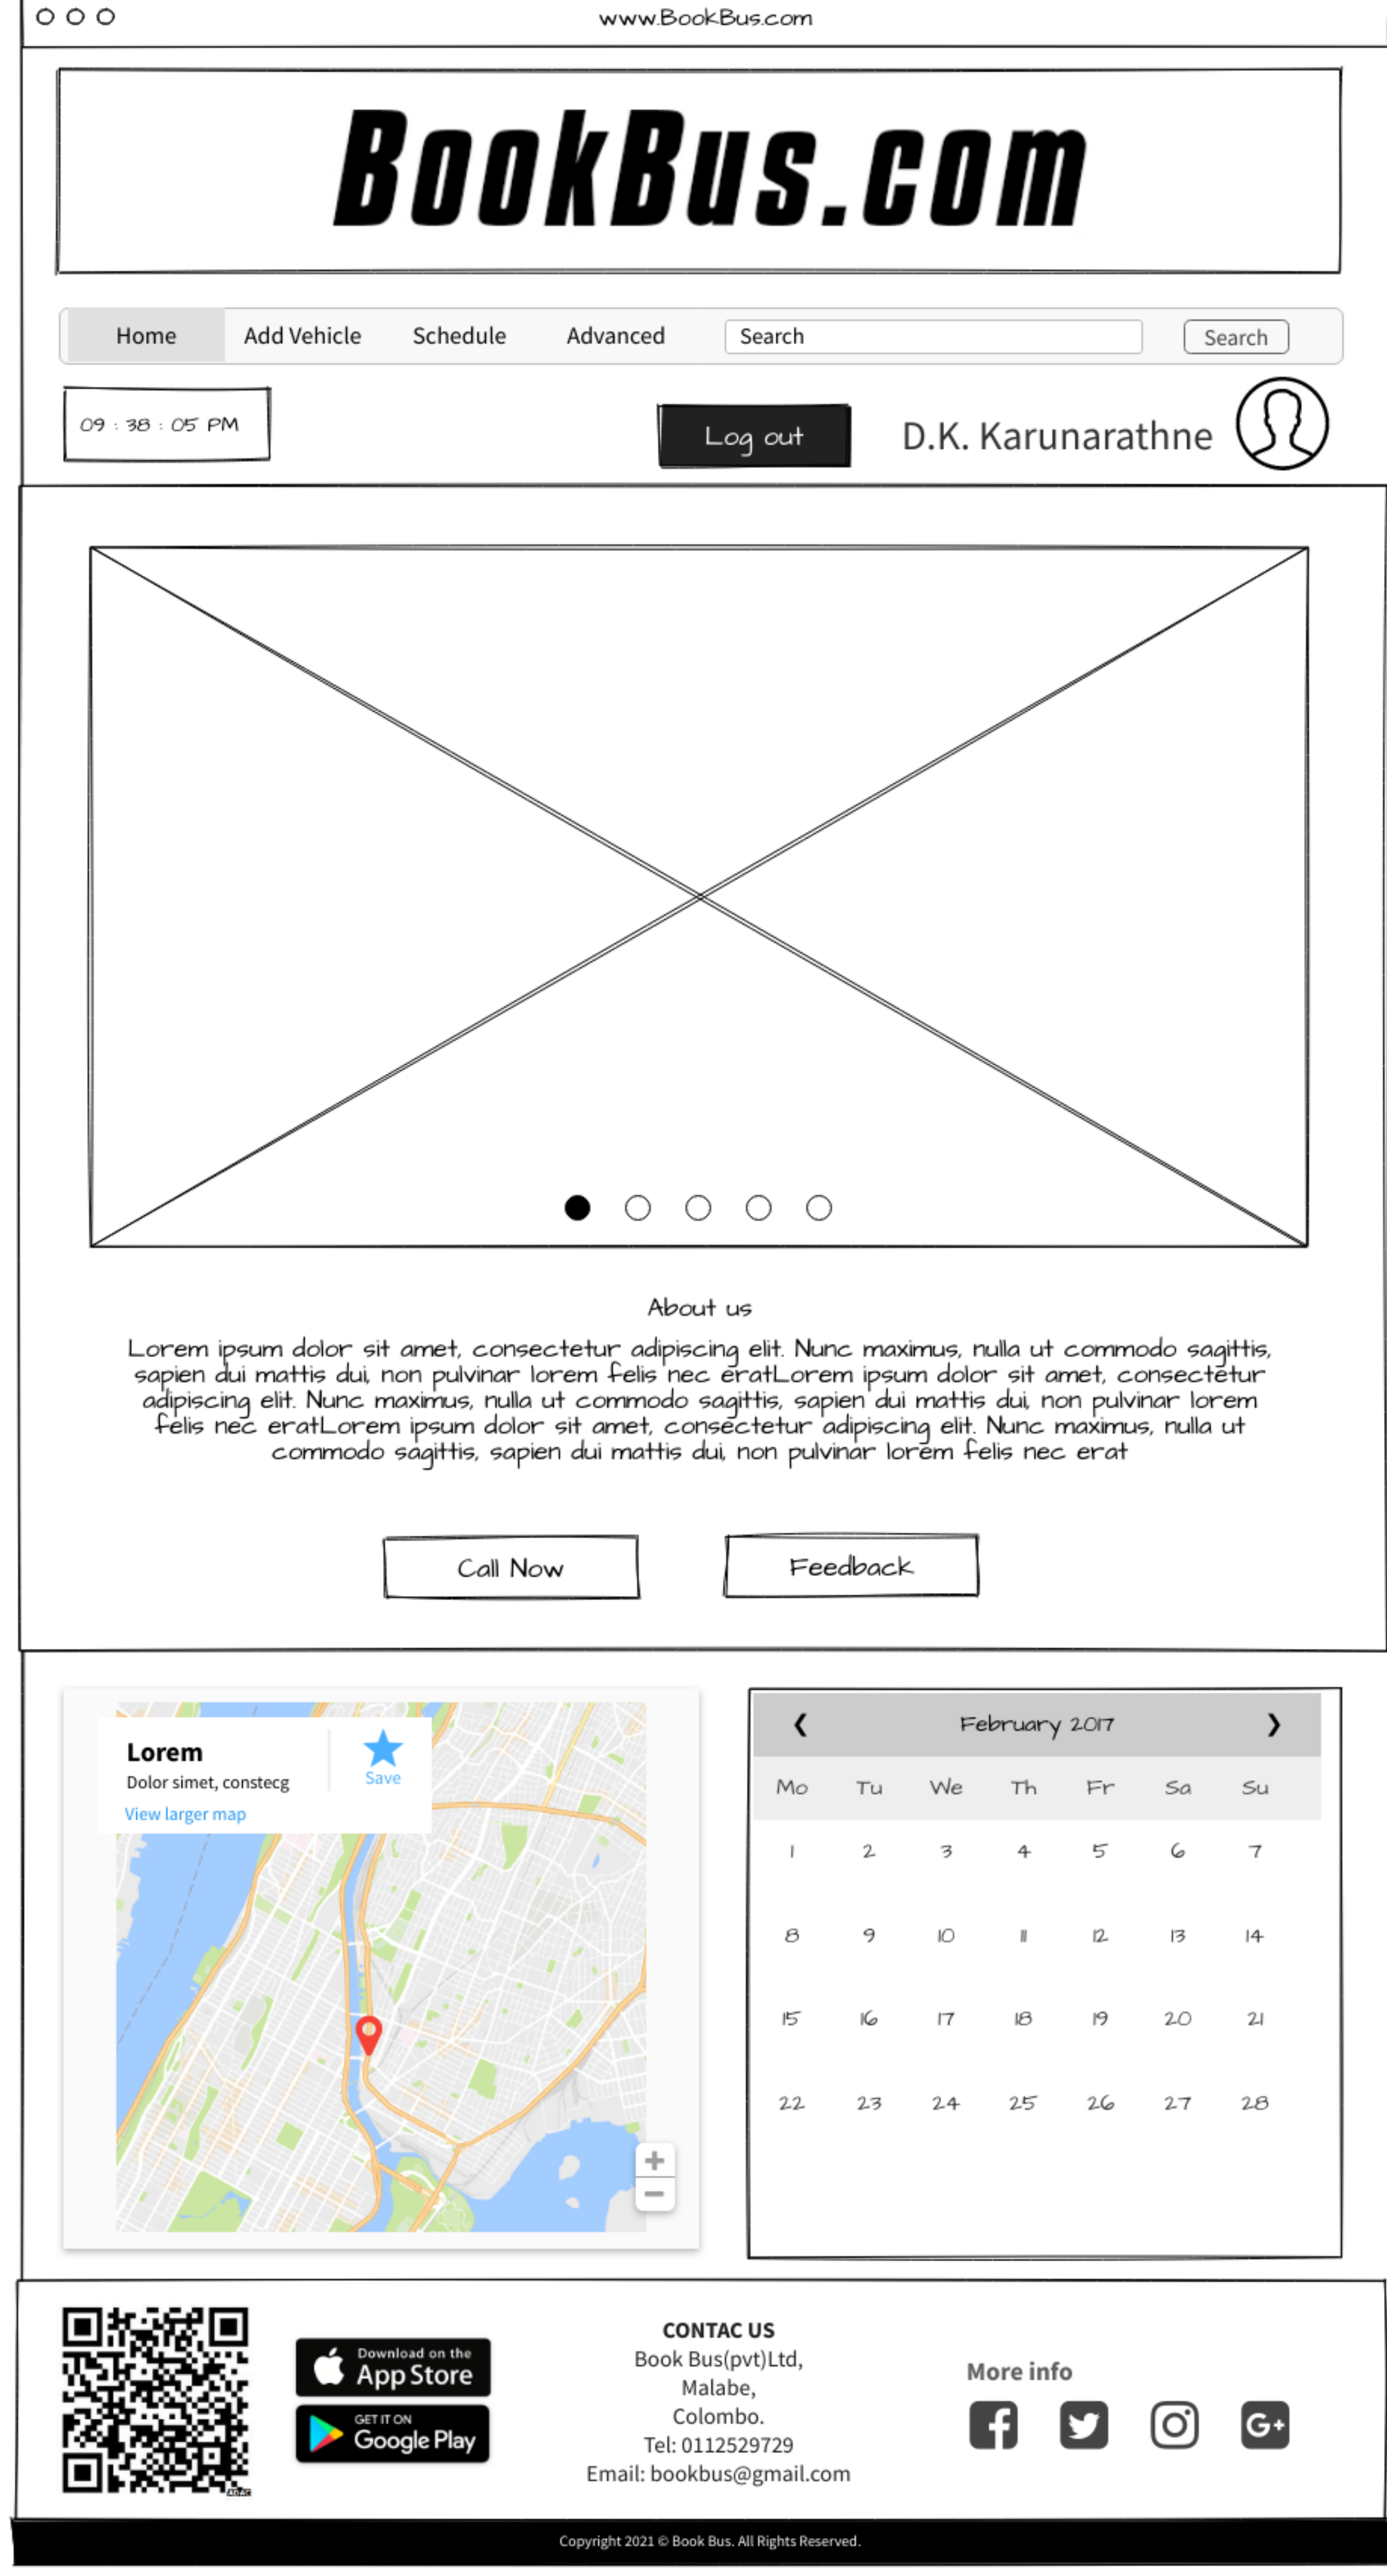 www.BookBus.com
BookBus.com
Home Add Vehicle Schedule Advanced Search Search
09 : 38 : 05 PM
Log out
D.K. Karunarathne
About us
Lorem ipsum dolor sit amet, consectetur adipiscing elit. Nunc maximus, nulla ut commodo sagittis,
sapien dui mattis dui, non pulvinar lorem felis nec eratLorem ipsum dolor sit amet, consectetur
adipiscing elit. Nunc maximus, nulla ut commodo sagittis, sapien dui mattis dui, non pulvinar lorem
felis nec eratLorem ipsum dolor sit amet, consectetur adipiscing elit. Nunc maximus, nulla ut
commodo sagittis, sapien dui mattis dui, non pulvinar lorem felis nec erat
Call Now
Feedback
Lorem
Dolor simet, constecg
View larger map
Save
February 2017
Mo Tu We Th Fr Sa Su
1 2 3 4 5 6 7
8 9 10 11 12 13 14
15 16 17 18 19 20 21
22 23 24 25 26 27 28
Download on the
App Store
GET IT ON
Google Play
CONTAC US
Book Bus(pvt)Ltd,
Malabe,
Colombo.
Tel: 0112529729
Email: bookbus@gmail.com
More info
G+
Copyright 2021 © Book Bus. All Rights Reserved.